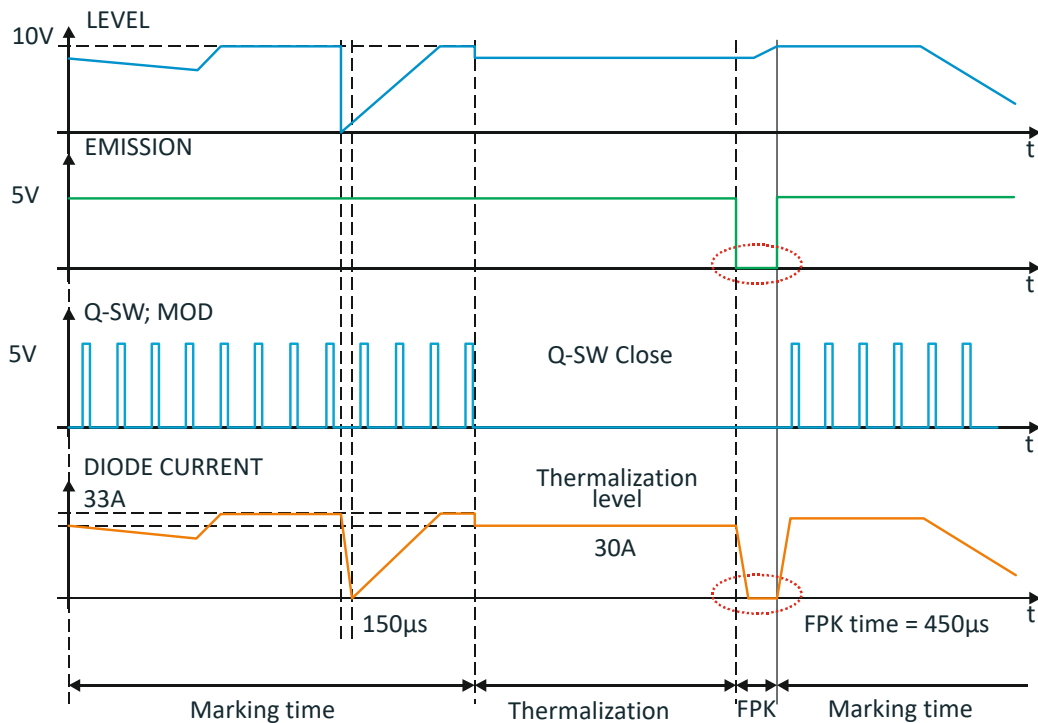 LEVEL
10V
t
EMISSION
5V
t
Q-SW; MOD
5V
Q-SW Close
t
DIODE CURRENT
33A
Thermalization
level
30A
t
150µs
FPK time = 450µs
Marking time
Thermalization
FPK
Marking time